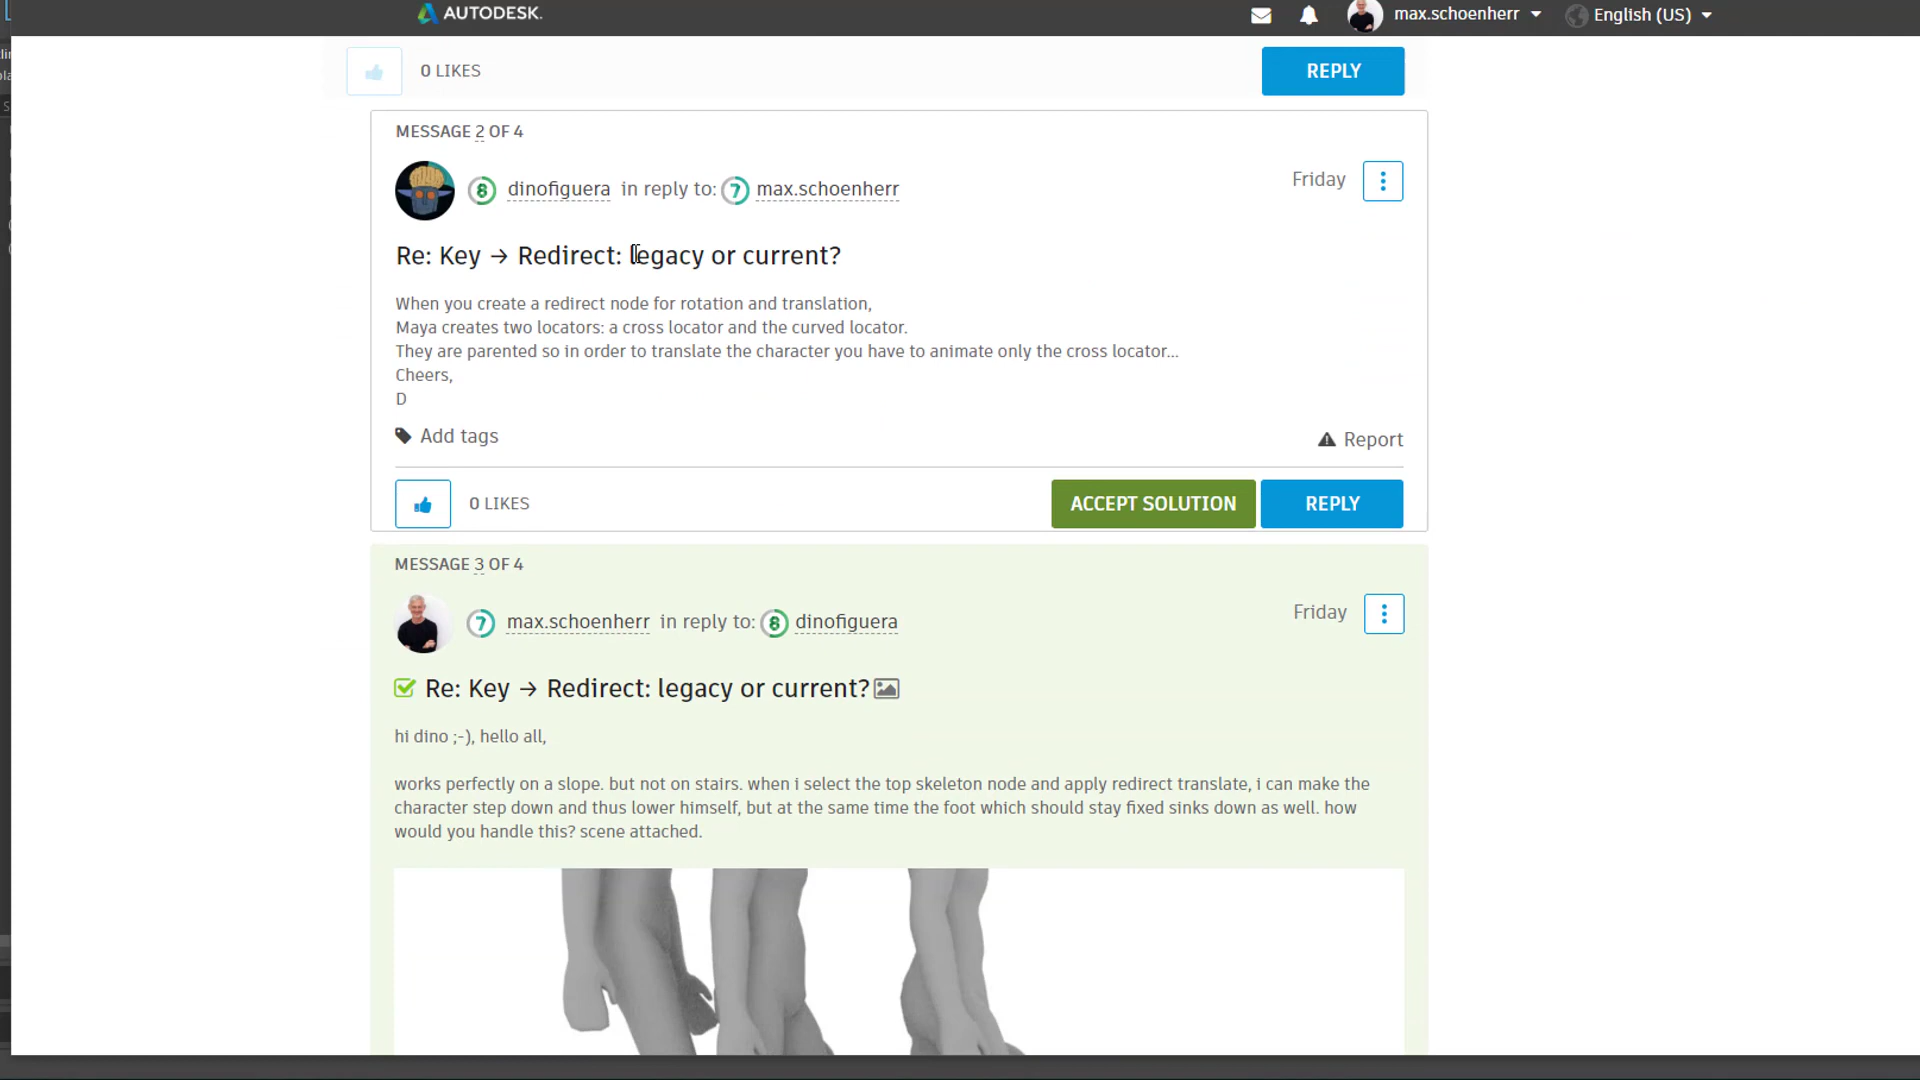 AUTODESK.
max.schoenherr
English (US)
0 LIKES
REPLY
MESSAGE 2 OF 4
8 dinofiguera in reply to: 7 max.schoenherr
Friday
Re: Key → Redirect: legacy or current?
When you create a redirect node for rotation and translation,
Maya creates two locators: a cross locator and the curved locator.
They are parented so in order to translate the character you have to animate only the cross locator...
Cheers,
D
Add tags
Report
0 LIKES
ACCEPT SOLUTION
REPLY
MESSAGE 3 OF 4
7 max.schoenherr in reply to: 8 dinofiguera
Friday
Re: Key → Redirect: legacy or current?
hi dino ;-), hello all,
works perfectly on a slope. but not on stairs. when i select the top skeleton node and apply redirect translate, i can make the
character step down and thus lower himself, but at the same time the foot which should stay fixed sinks down as well. how
would you handle this? scene attached.